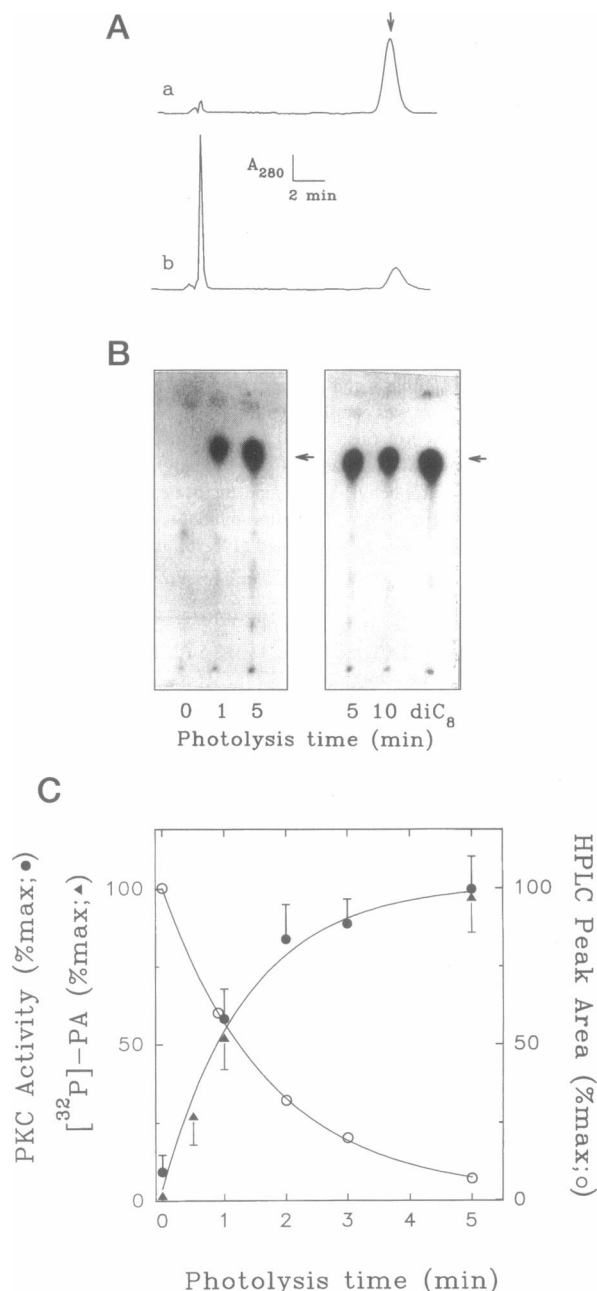 A
a
A₂₈₀
2 min
b
B
0 1 5 5 10 diC₈
Photolysis time (min)
C
PKC Activity (%max;●)
[³²P]-PA (%max;▲)
HPLC Peak Area (%max;○)
100
50
0
100
50
0
0 1 2 3 4 5
Photolysis time (min)